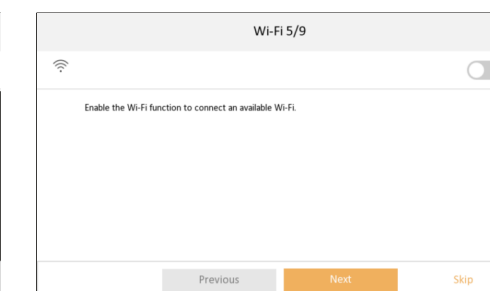 Wi-Fi 5/9
Enable the Wi-Fi function to connect an available Wi-Fi.
Previous
Next
Skip